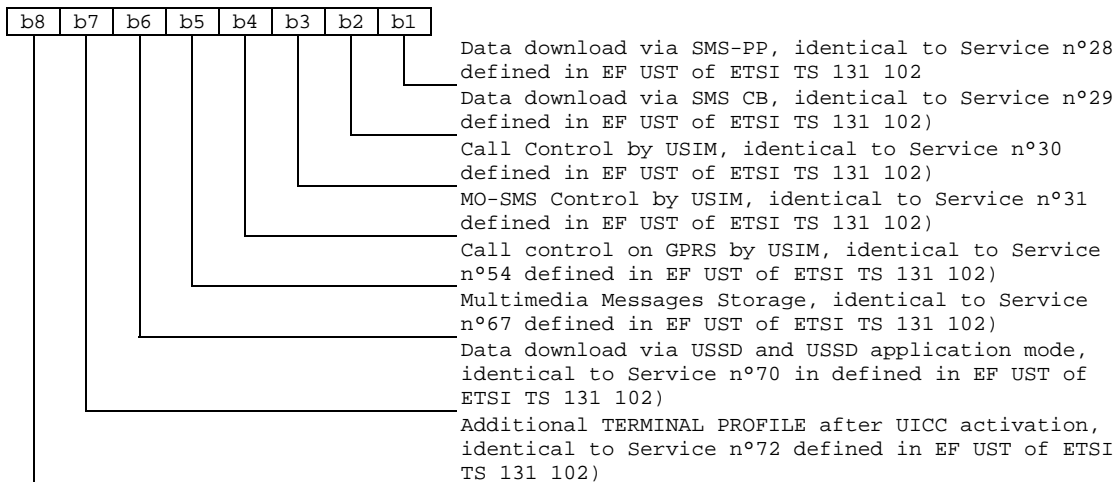 b8 b7 b6 b5 b4 b3 b2 b1
Data download via SMS-PP, identical to Service n°28
defined in EF UST of ETSI TS 131 102
Data download via SMS CB, identical to Service n°29
defined in EF UST of ETSI TS 131 102)
Call Control by USIM, identical to Service n°30
defined in EF UST of ETSI TS 131 102)
MO-SMS Control by USIM, identical to Service n°31
defined in EF UST of ETSI TS 131 102)
Call control on GPRS by USIM, identical to Service
n°54 defined in EF UST of ETSI TS 131 102)
Multimedia Messages Storage, identical to Service
n°67 defined in EF UST of ETSI TS 131 102)
Data download via USSD and USSD application mode,
identical to Service n°70 in defined in EF UST of
ETSI TS 131 102)
Additional TERMINAL PROFILE after UICC activation,
identical to Service n°72 defined in EF UST of ETSI
TS 131 102)